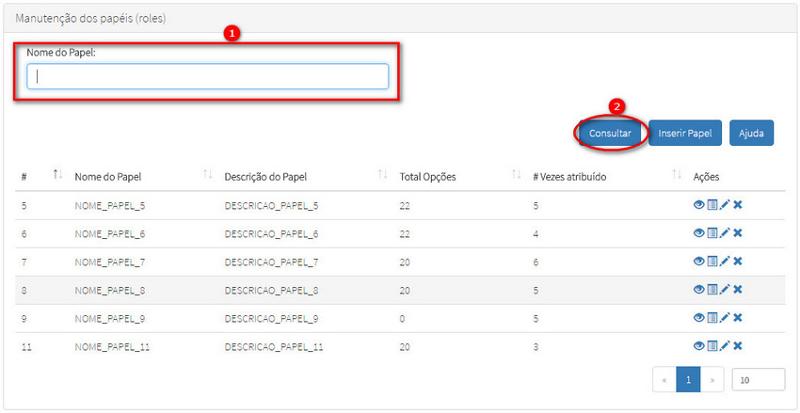 Manutenção dos papéis (roles)
1
Nome do Papel:
2
Consultar Inserir Papel Ajuda
# Nome do Papel Descrição do Papel Total Opções # Vezes atribuído Ações
5 NOME_PAPEL_5 DESCRICAO_PAPEL_5 22 5
6 NOME_PAPEL_6 DESCRICAO_PAPEL_6 22 4
7 NOME_PAPEL_7 DESCRICAO_PAPEL_7 20 6
8 NOME_PAPEL_8 DESCRICAO_PAPEL_8 20 5
9 NOME_PAPEL_9 DESCRICAO_PAPEL_9 0 5
11 NOME_PAPEL_11 DESCRICAO_PAPEL_11 20 3
« 1 » 10